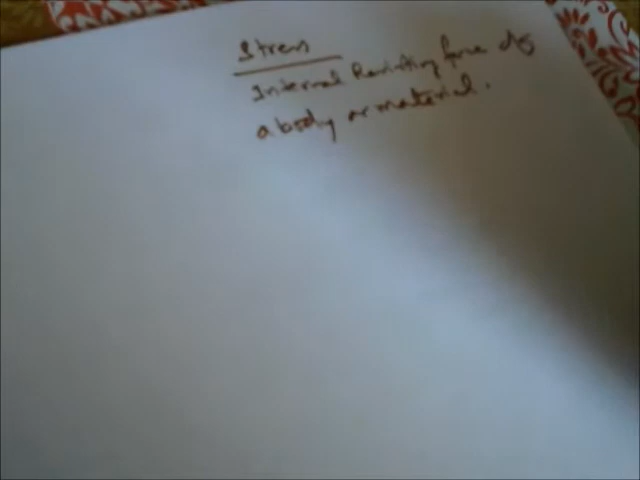 Stress
Internal Resisting force of
a body or material.